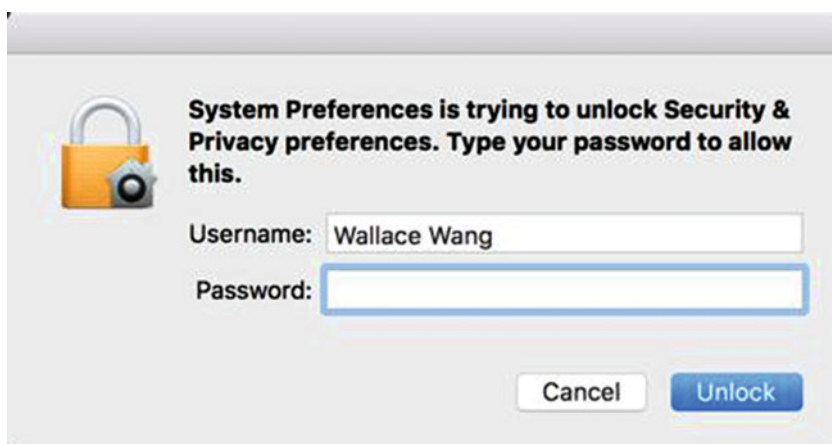 System Preferences is trying to unlock Security &
Privacy preferences. Type your password to allow
this.
Username: Wallace Wang
Password:
Cancel Unlock